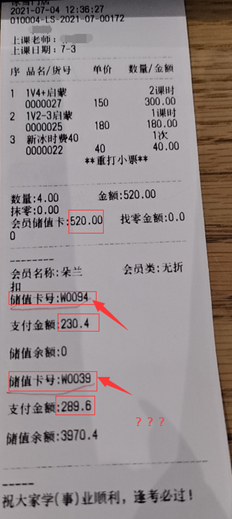 2021-07-04 12:36:27
010004-LS-2021-07-00172
上课老师:
上课日期:7-3
序 品名/货号 单价 数量/金额
1 1V4+启蒙 2课时
0000027 150 300.00
2 1V2-3启蒙 1课时
0000025 180 180.00
3 新冰时费40 1次
0000022 40 40.00
**重打小票**
数量:4.00 金额:520.00
抹零:0.00
会员储值卡:520.00 找零金额:0.0
0
会员名称:朵兰 会员类:无折
扣
储值卡号:W0094
支付金额:230.4
储值余额:0
储值卡号:W0039
支付金额:289.6
???
储值余额:3970.4
祝大家学(事)业顺利，逢考必过!